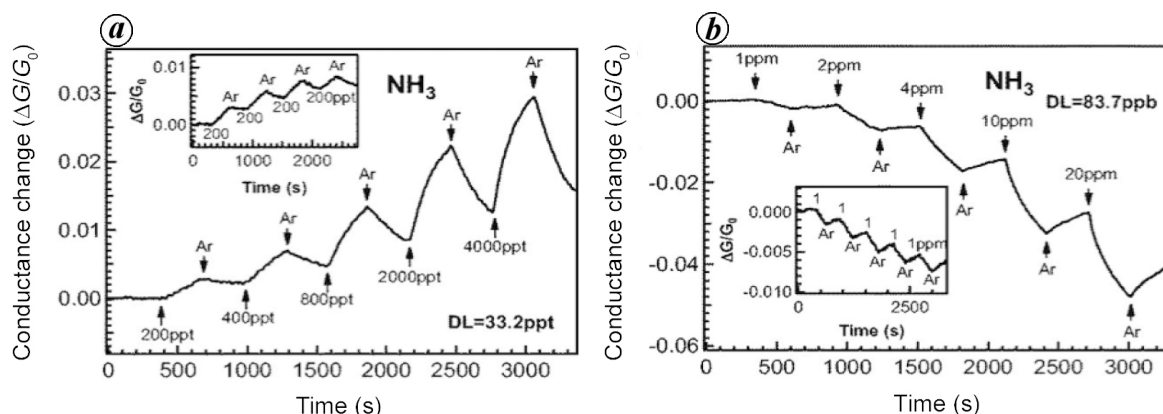 a
Conductance change (ΔG/G₀)
0.03
0.02
0.01
0.00
0 500 1000 1500 2000 2500 3000
Time (s)
NH₃
DL=33.2ppt
Ar
Ar
Ar
Ar
Ar
200ppt
400ppt
800ppt
2000ppt
4000ppt
ΔG/G₀
0.01
0.00
Ar
Ar
Ar
Ar
200
200
200
200ppt
0 1000 2000
Time (s)
b
Conductance change (ΔG/G₀)
0.00
-0.02
-0.04
-0.06
0 500 1000 1500 2000 2500 3000
Time (s)
NH₃
DL=83.7ppb
1ppm
2ppm
4ppm
10ppm
20ppm
Ar
Ar
Ar
Ar
Ar
ΔG/G₀
0.000
-0.005
-0.010
1
1
1
1
1ppm
Ar
Ar
Ar
Ar
Ar
0 2500
Time (s)